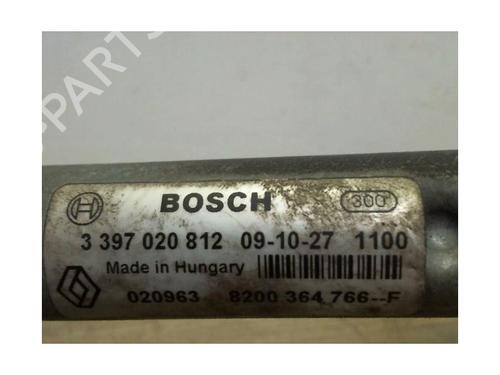 BOSCH 300
3 397 020 812 09-10-27 1100
Made in Hungary
020963 8200 364 766--F